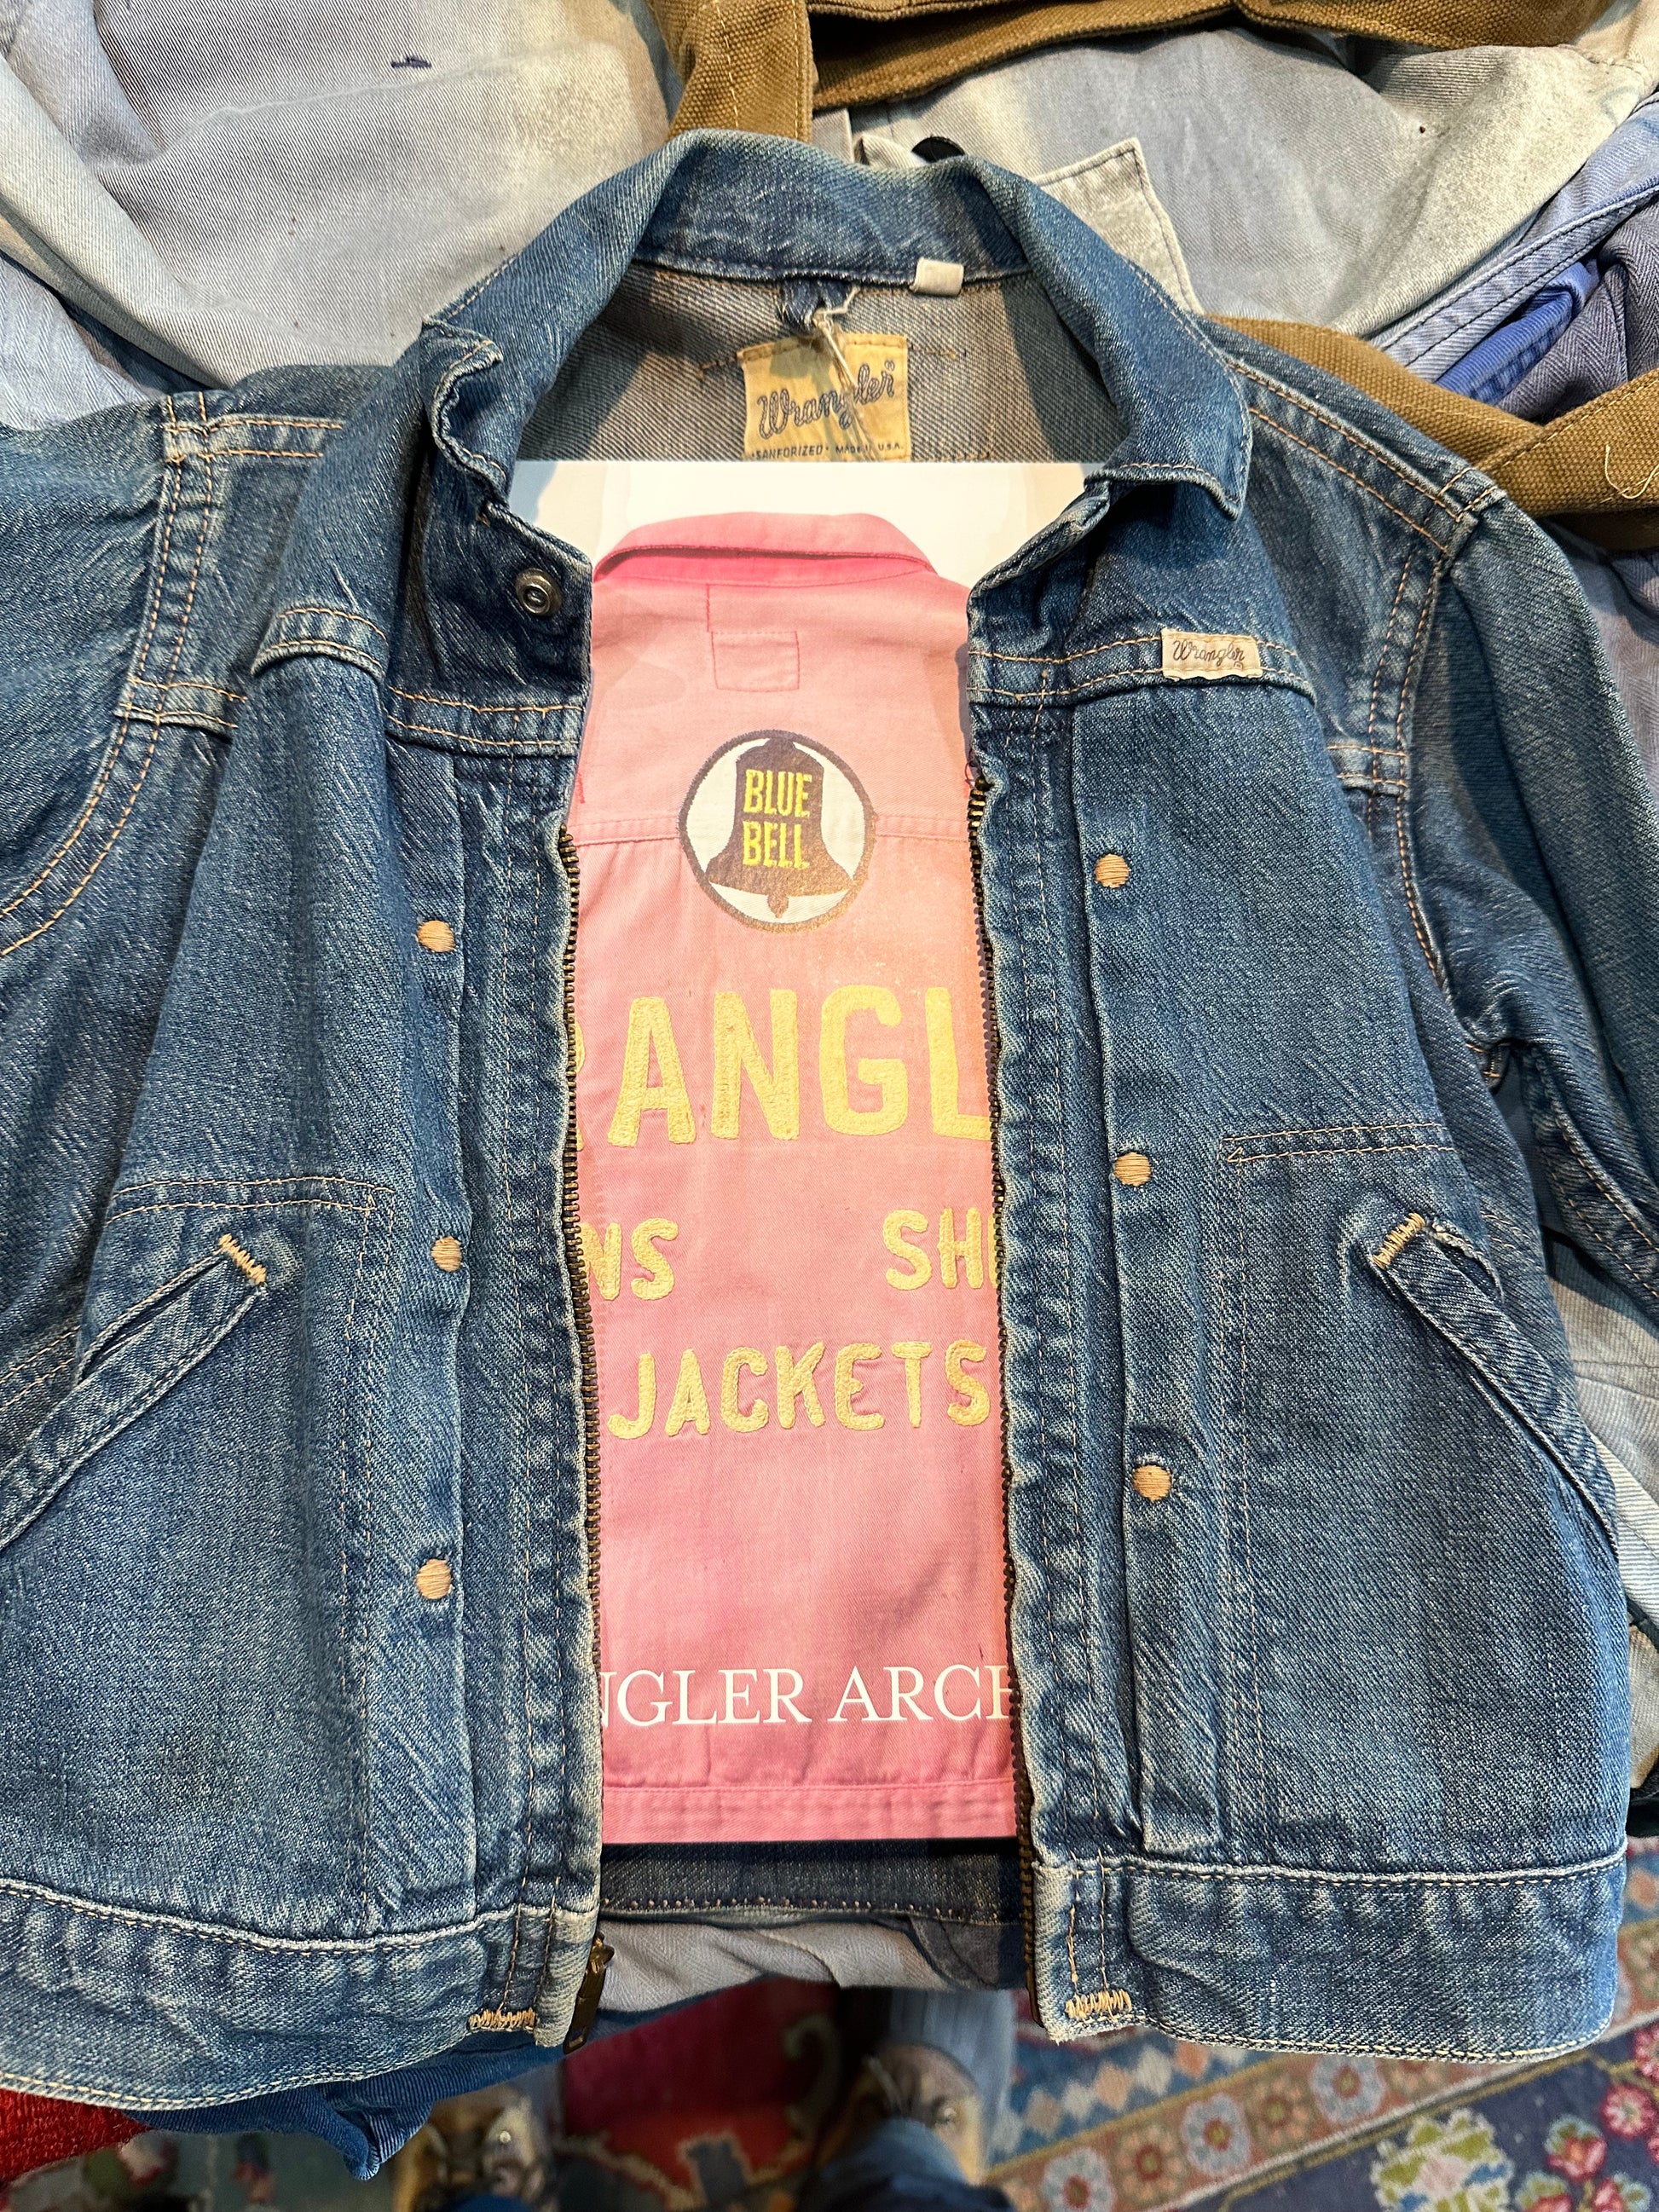 Wrangler
SANFORIZED • MADE IN U.S.A.
Wrangler
BLUE
BELL
RANGL
NS SH
JACKETS
NGLER ARCH